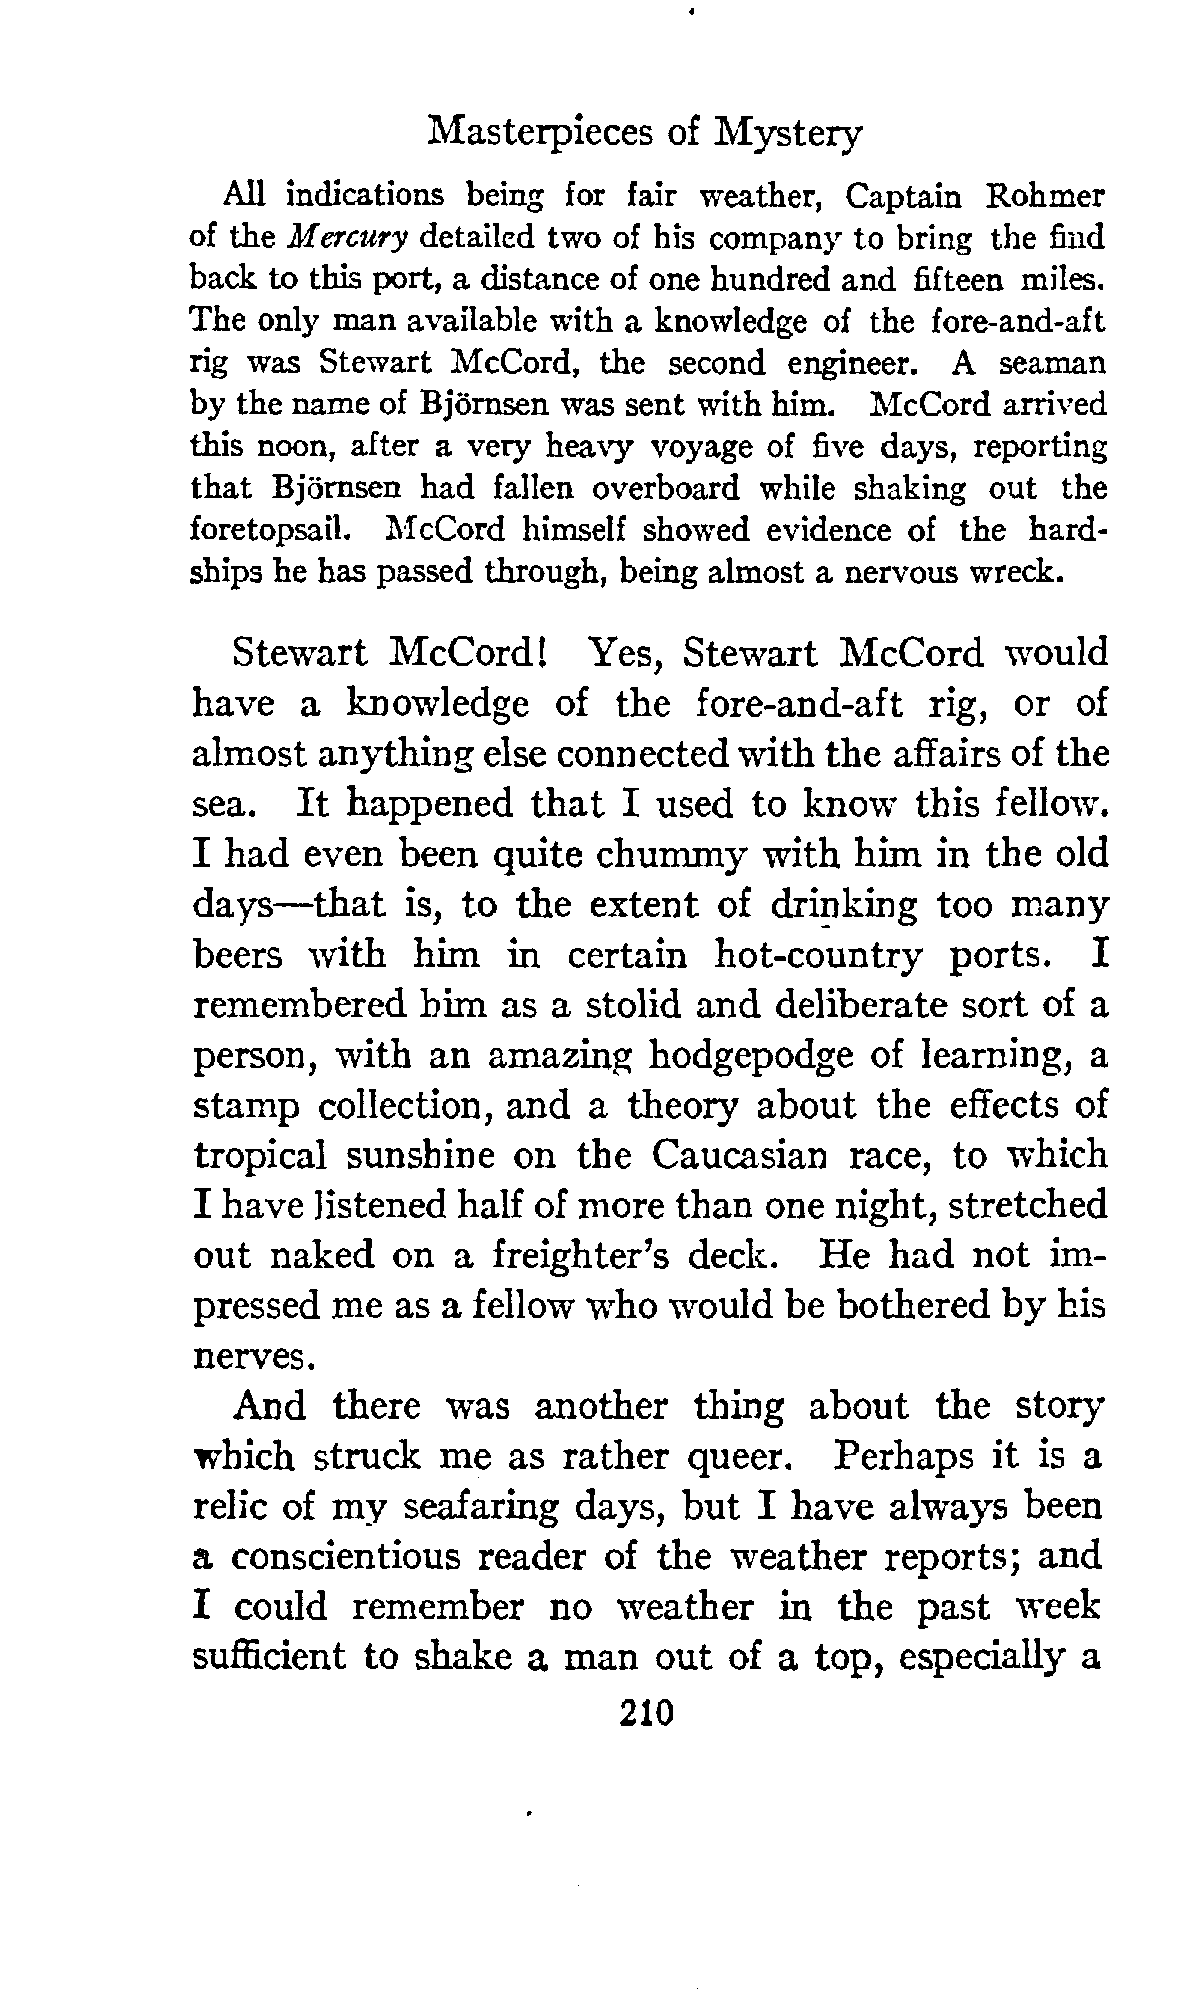 Masterpieces of Mystery
All indications being for fair weather, Captain Rohmer
of the Mercury detailed two of his company to bring the find
back to this port, a distance of one hundred and fifteen miles.
The only man available with a knowledge of the fore-and-aft
rig was Stewart McCord, the second engineer. A seaman
by the name of Björnsen was sent with him. McCord arrived
this noon, after a very heavy voyage of five days, reporting
that Björnsen had fallen overboard while shaking out the
foretopsail. McCord himself showed evidence of the hard-
ships he has passed through, being almost a nervous wreck.
Stewart McCord! Yes, Stewart McCord would
have a knowledge of the fore-and-aft rig, or of
almost anything else connected with the affairs of the
sea. It happened that I used to know this fellow.
I had even been quite chummy with him in the old
days—that is, to the extent of drinking too many
beers with him in certain hot-country ports. I
remembered him as a stolid and deliberate sort of a
person, with an amazing hodgepodge of learning, a
stamp collection, and a theory about the effects of
tropical sunshine on the Caucasian race, to which
I have listened half of more than one night, stretched
out naked on a freighter's deck. He had not im-
pressed me as a fellow who would be bothered by his
nerves.
And there was another thing about the story
which struck me as rather queer. Perhaps it is a
relic of my seafaring days, but I have always been
a conscientious reader of the weather reports; and
I could remember no weather in the past week
sufficient to shake a man out of a top, especially a
210